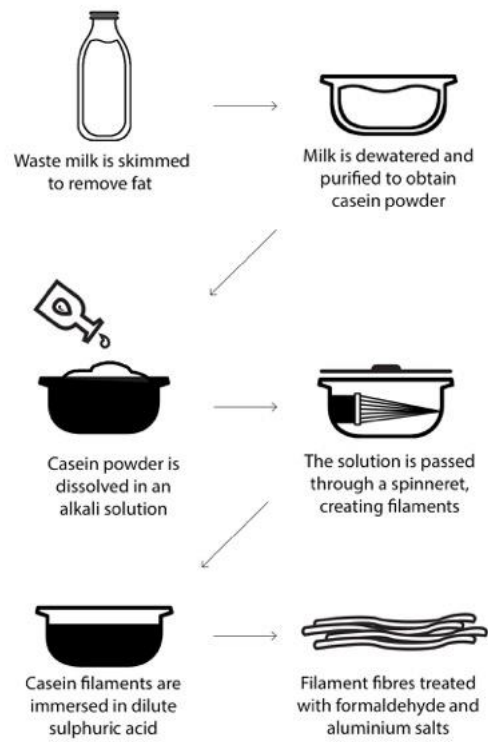 Waste milk is skimmed
to remove fat
Milk is dewatered and
purified to obtain
casein powder
Casein powder is
dissolved in an
alkali solution
The solution is passed
through a spinneret,
creating filaments
Casein filaments are
immersed in dilute
sulphuric acid
Filament fibres treated
with formaldehyde and
aluminium salts